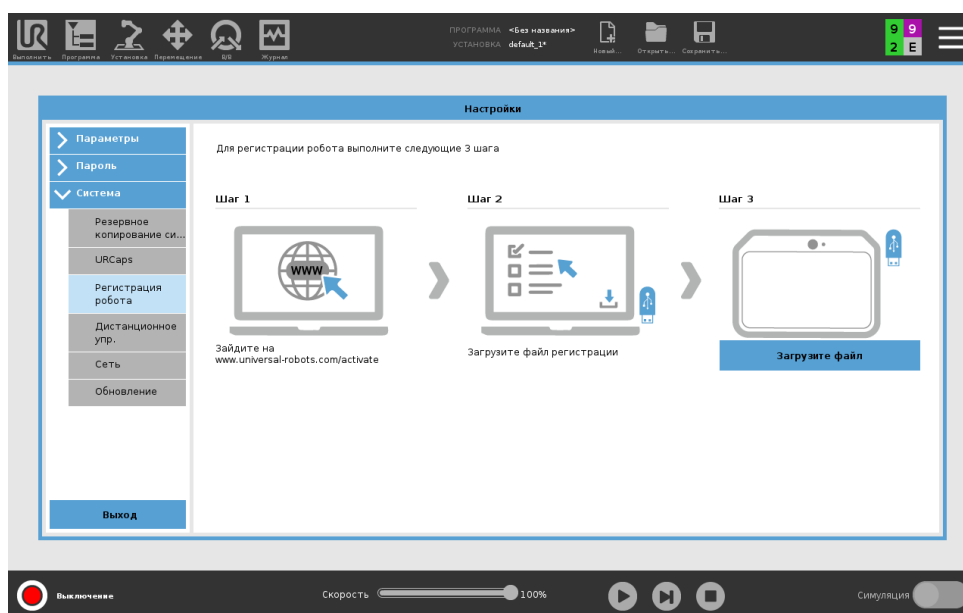 ПРОГРАММА <Без названия>
УСТАНОВКА default_1*
Выполнить Программа Установка Перемещение В/В Журнал
Новый... Открыть... Сохранить...
9 9
2 E
Настройки
Параметры
Пароль
Система
Резервное
копирование си...
URCaps
Регистрация
робота
Дистанционное
упр.
Сеть
Обновление
Выход
Для регистрации робота выполните следующие 3 шага
Шаг 1
WWW
Зайдите на
www.universal-robots.com/activate
Шаг 2
Загрузите файл регистрации
Шаг 3
Загрузите файл
Выключение
Скорость 100%
Симуляция